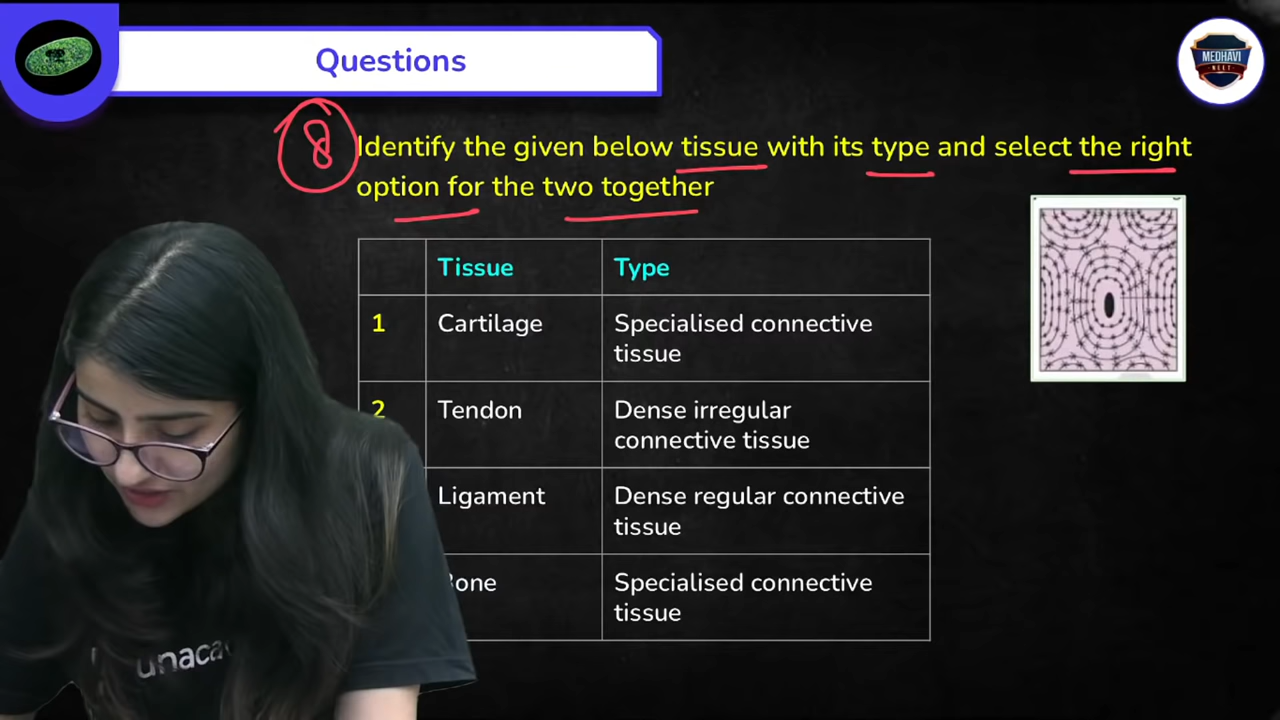 Questions
MEDHAVI
NEET
8
Identify the given below tissue with its type and select the right
option for the two together
Tissue Type
1 Cartilage Specialised connective
tissue
2 Tendon Dense irregular
connective tissue
Ligament Dense regular connective
tissue
Bone Specialised connective
tissue
unaca